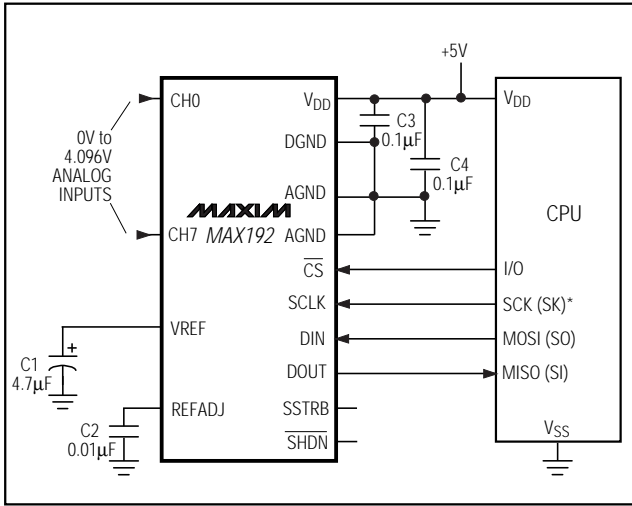 +5V
CH0
VDD
VDD
C3
0.1µF
DGND
0V to
4.096V
ANALOG
INPUTS
C4
0.1µF
AGND
MAXIM
MAX192
CPU
CH7
AGND
CS
I/O
SCLK
SCK (SK)*
VREF
DIN
MOSI (SO)
C1
4.7µF
+
DOUT
MISO (SI)
REFADJ
SSTRB
C2
0.01µF
SHDN
VSS